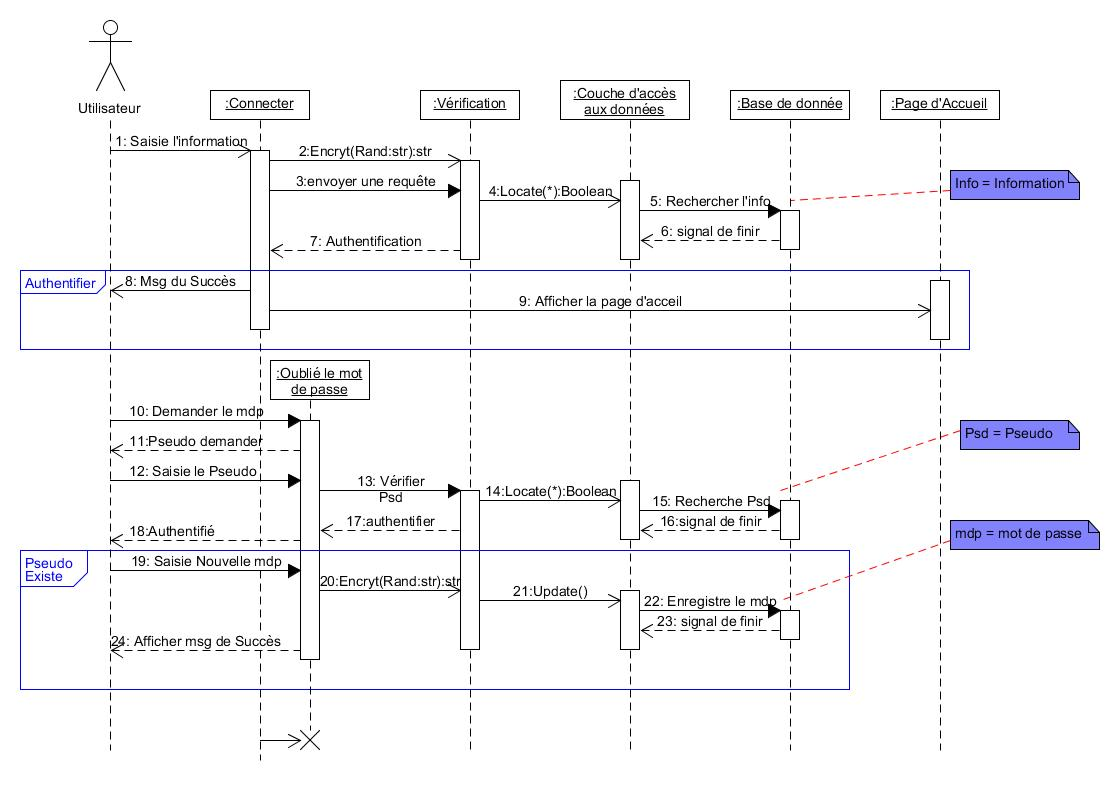 Utilisateur
:Connecter
:Vérification
:Couche d'accès
aux données
:Base de donnée
:Page d'Accueil
1: Saisie l'information
2:Encryt(Rand:str):str
3:envoyer une requête
4:Locate(*):Boolean
5: Rechercher l'info
Info = Information
6: signal de finir
7: Authentification
Authentifier
8: Msg du Succès
9: Afficher la page d'acceil
:Oublié le mot
de passe
10: Demander le mdp
11:Pseudo demander
Psd = Pseudo
12: Saisie le Pseudo
13: Vérifier
Psd
14:Locate(*):Boolean
15: Recherche Psd
16:signal de finir
17:authentifier
18:Authentifié
mdp = mot de passe
Pseudo
Existe
19: Saisie Nouvelle mdp
20:Encryt(Rand:str):str
21:Update()
22: Enregistre le mdp
23: signal de finir
24: Afficher msg de Succès